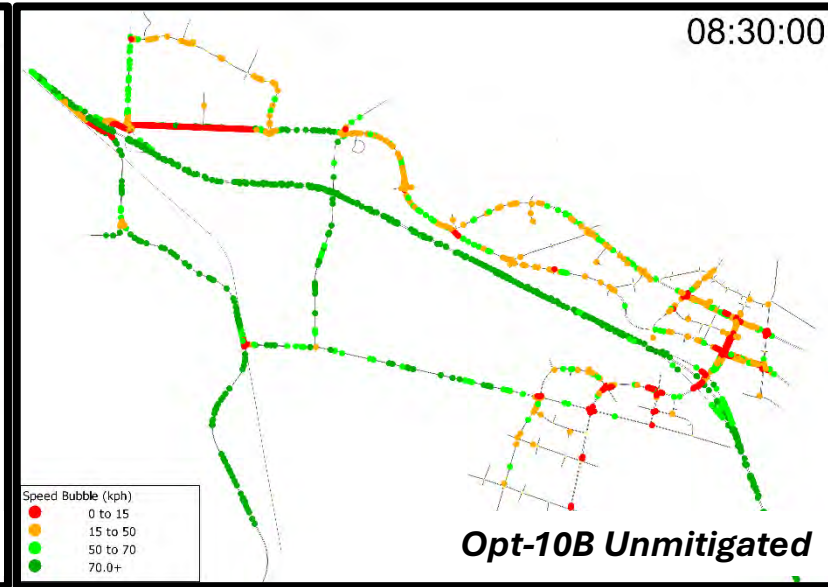 08:30:00
Speed Bubble (kph)
0 to 15
15 to 50
50 to 70
70.0+
Opt-10B Unmitigated